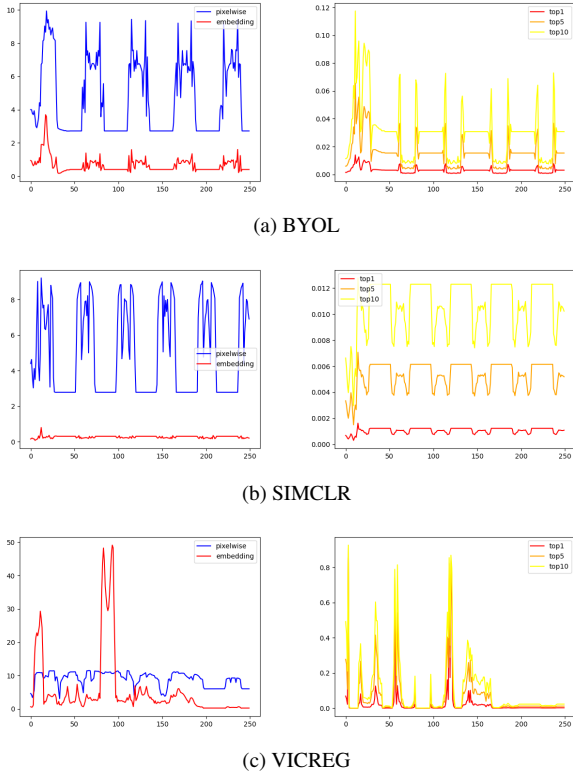 pixelwise
embedding
10
8
6
4
2
0
0 50 100 150 200 250
top1
top5
top10
0.12
0.10
0.08
0.06
0.04
0.02
0.00
0 50 100 150 200 250
(a) BYOL
pixelwise
embedding
8
6
4
2
0
0 50 100 150 200 250
top1
top5
top10
0.012
0.010
0.008
0.006
0.004
0.002
0.000
0 50 100 150 200 250
(b) SIMCLR
pixelwise
embedding
50
40
30
20
10
0
0 50 100 150 200 250
top1
top5
top10
0.8
0.6
0.4
0.2
0.0
0 50 100 150 200 250
(c) VICREG